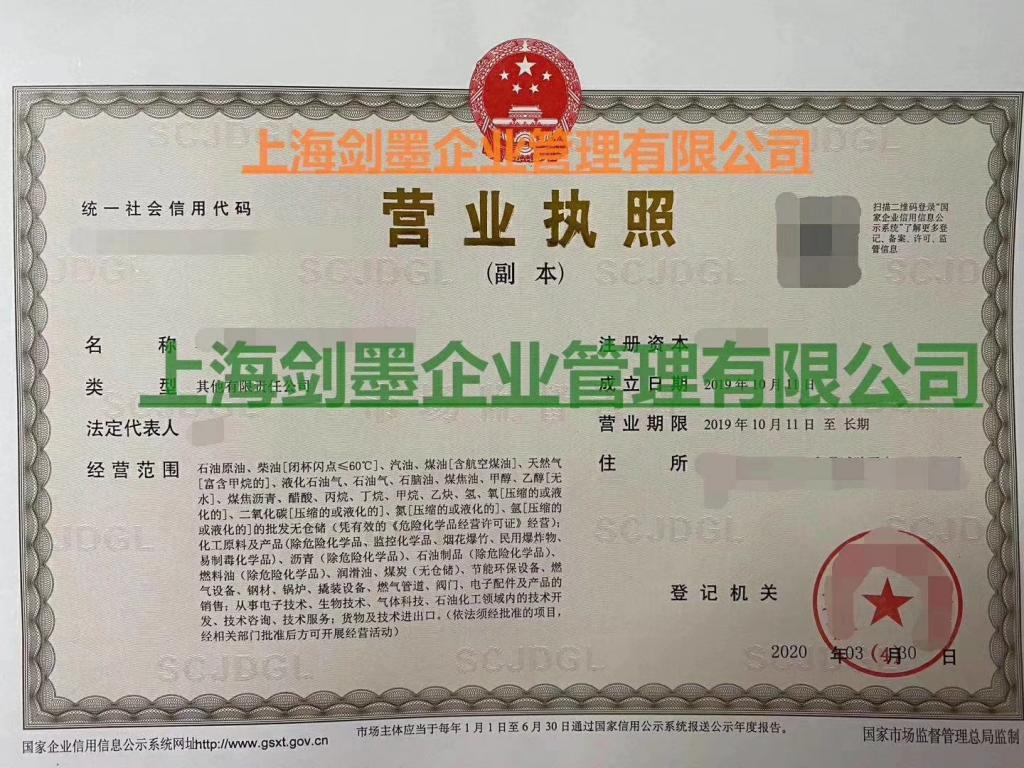 上海剑墨企业管理有限公司
统一社会信用代码
营业执照
(副 本)
扫描二维码登录“国
家企业信用信息公
示系统”了解更多登
记、备案、许可、监
管信息
SCJDGL
SCJDGL
名 称
注册资本
上海剑墨企业管理有限公司
类 型 其他有限责任公司
成立日期 2019年10月11日
法定代表人
营业期限 2019年10月11日 至 长期
住 所
经营范围
石油原油、柴油[闭杯闪点≤60℃]、汽油、煤油[含航空煤油]、天然气
[富含甲烷的]、液化石油气、石油气、石脑油、煤焦油、甲醇、乙醇[无
水]、煤焦沥青、醋酸、丙烷、丁烷、甲烷、乙炔、氢、氧[压缩的或液
化的]、二氧化碳[压缩的或液化的]、氮[压缩的或液化的]、氩[压缩的
或液化的]的批发无仓储（凭有效的《危险化学品经营许可证》经营）；
化工原料及产品（除危险化学品、监控化学品、烟花爆竹、民用爆炸物、
易制毒化学品）、沥青（除危险化学品）、石油制品（除危险化学品）、
燃料油（除危险化学品）、润滑油、煤炭（无仓储）、节能环保设备、燃
气设备、钢材、锅炉、撬装设备、燃气管道、阀门、电子配件及产品的
销售；从事电子技术、生物技术、气体科技、石油化工领域内的技术开
发、技术咨询、技术服务；货物及技术进出口。（依法须经批准的项目，
经相关部门批准后方可开展经营活动）
登记机关
2020 年 03 月 30 日
SCJDGL
SCJDGL
国家企业信用信息公示系统网址http://www.gsxt.gov.cn
市场主体应当于每年1月1日至6月30日通过国家信用公示系统报送公示年度报告。
国家市场监督管理总局监制